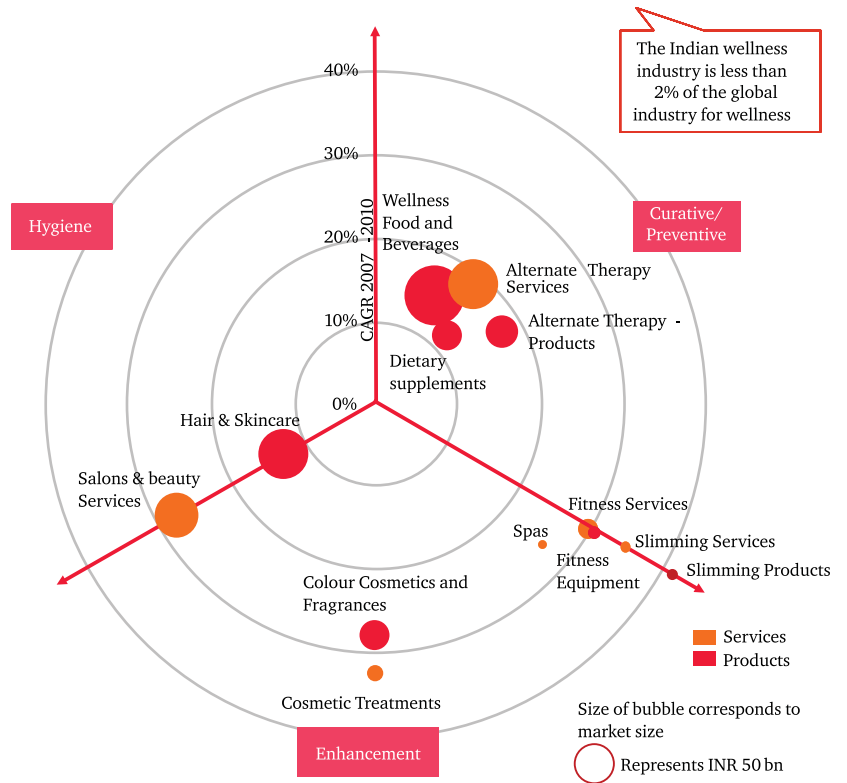 The Indian wellness
industry is less than
2% of the global
industry for wellness
40%
30%
20%
10%
0%
CAGR 2007 - 2010
Hygiene
Curative/
Preventive
Wellness
Food and
Beverages
Alternate Therapy
Services
Alternate Therapy -
Products
Dietary
supplements
Hair & Skincare
Salons & beauty
Services
Fitness Services
Spas
Slimming Services
Fitness
Equipment
Slimming Products
Colour Cosmetics and
Fragrances
Cosmetic Treatments
Enhancement
Services
Products
Size of bubble corresponds to
market size
Represents INR 50 bn